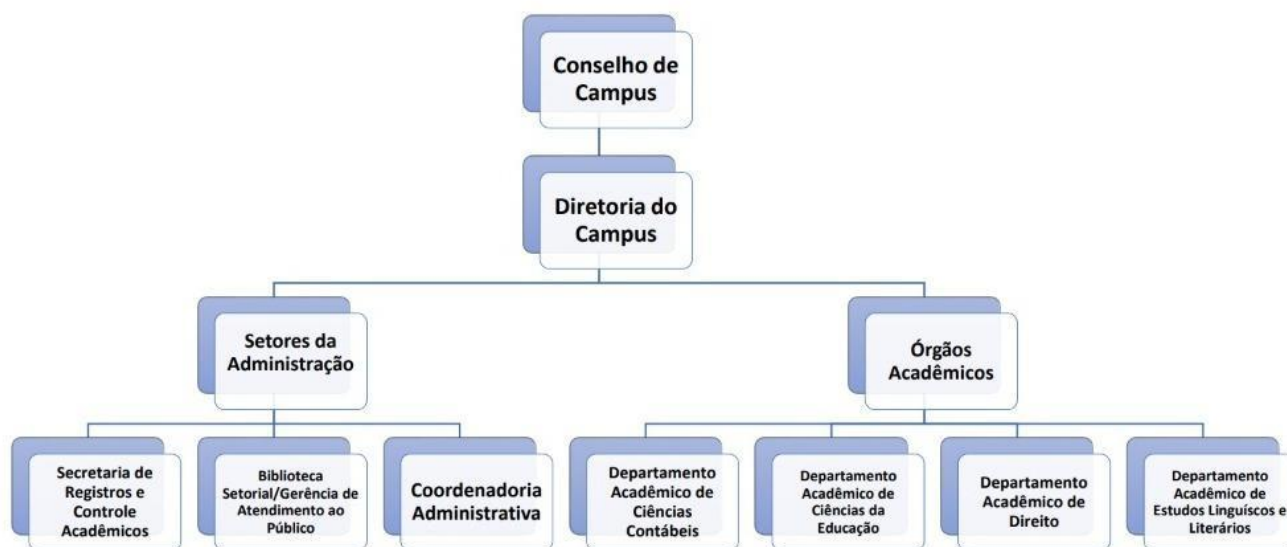 Conselho de
Campus
Diretoria do
Campus
Setores da
Administração
Órgãos
Acadêmicos
Secretaria de
Registros e
Controle
Acadêmicos
Biblioteca
Setorial/Gerência de
Atendimento ao
Público
Coordenadoria
Administrativa
Departamento
Acadêmico de
Ciências
Contábeis
Departamento
Acadêmico de
Ciências da
Educação
Departamento
Acadêmico de
Direito
Departamento
Acadêmico de
Estudos Linguíscos e
Literários